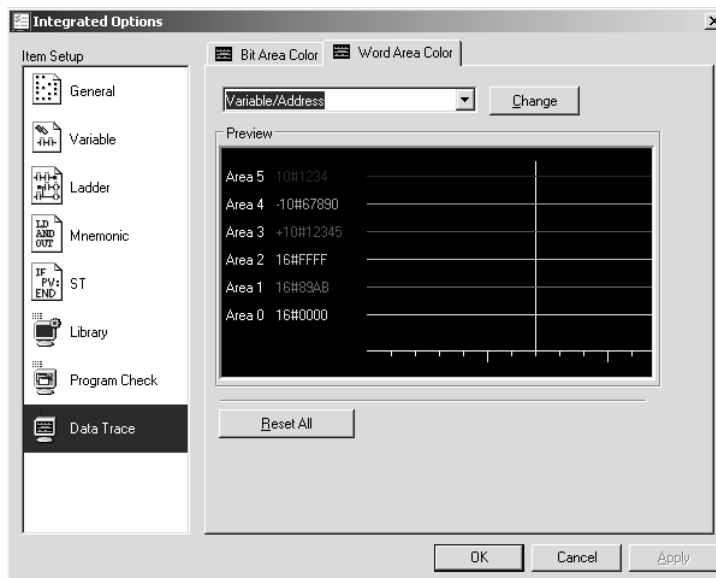 Integrated Options
Item Setup
General
Variable
Ladder
LD
AND
OUT
Mnemonic
IF
PV:
END
ST
Library
Program Check
Data Trace
Bit Area Color
Word Area Color
Variable/Address
Change
Preview
Area 5 10#1234
Area 4 -10#67890
Area 3 +10#12345
Area 2 16#FFFF
Area 1 16#89AB
Area 0 16#0000
Reset All
OK
Cancel
Apply